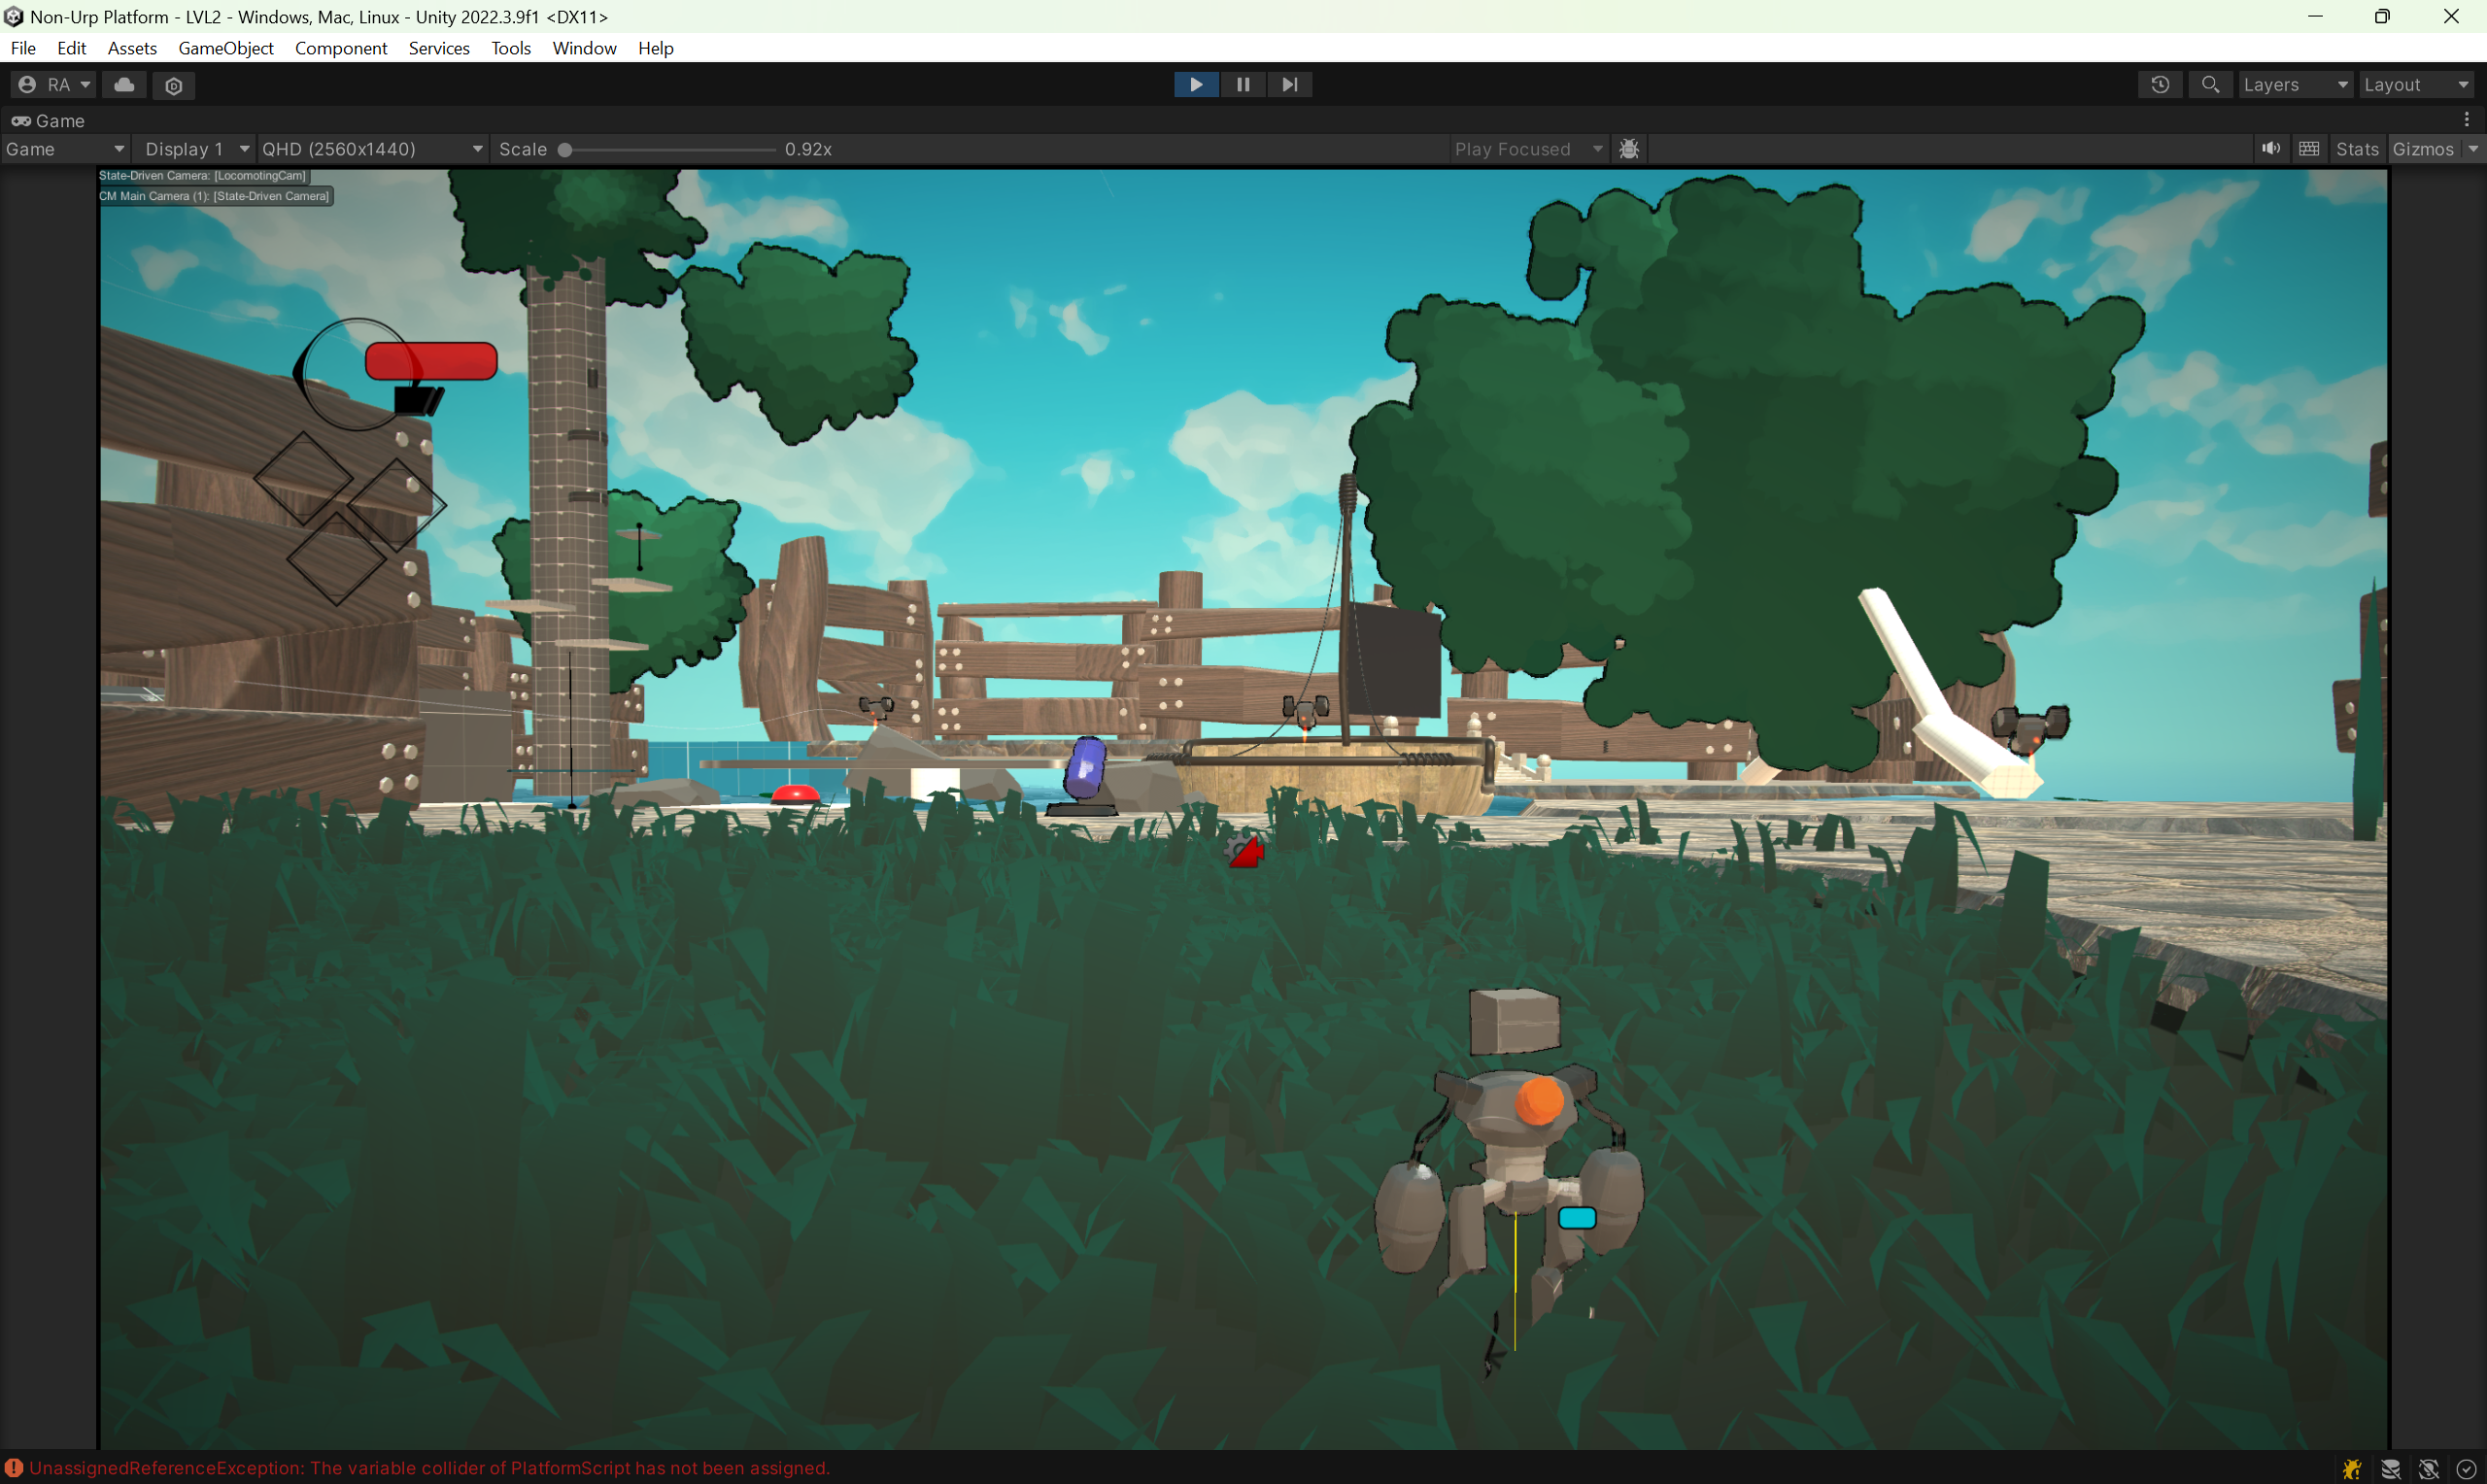 Non-Urp Platform - LVL2 - Windows, Mac, Linux - Unity 2022.3.9f1 <DX11>
File Edit Assets GameObject Component Services Tools Window Help
RA Layers Layout
Game
Game Display 1 QHD (2560x1440) Scale 0.92x Play Focused Stats Gizmos
State-Driven Camera: [LocomotingCam]
CM Main Camera (1): [State-Driven Camera]
UnassignedReferenceException: The variable collider of PlatformScript has not been assigned.